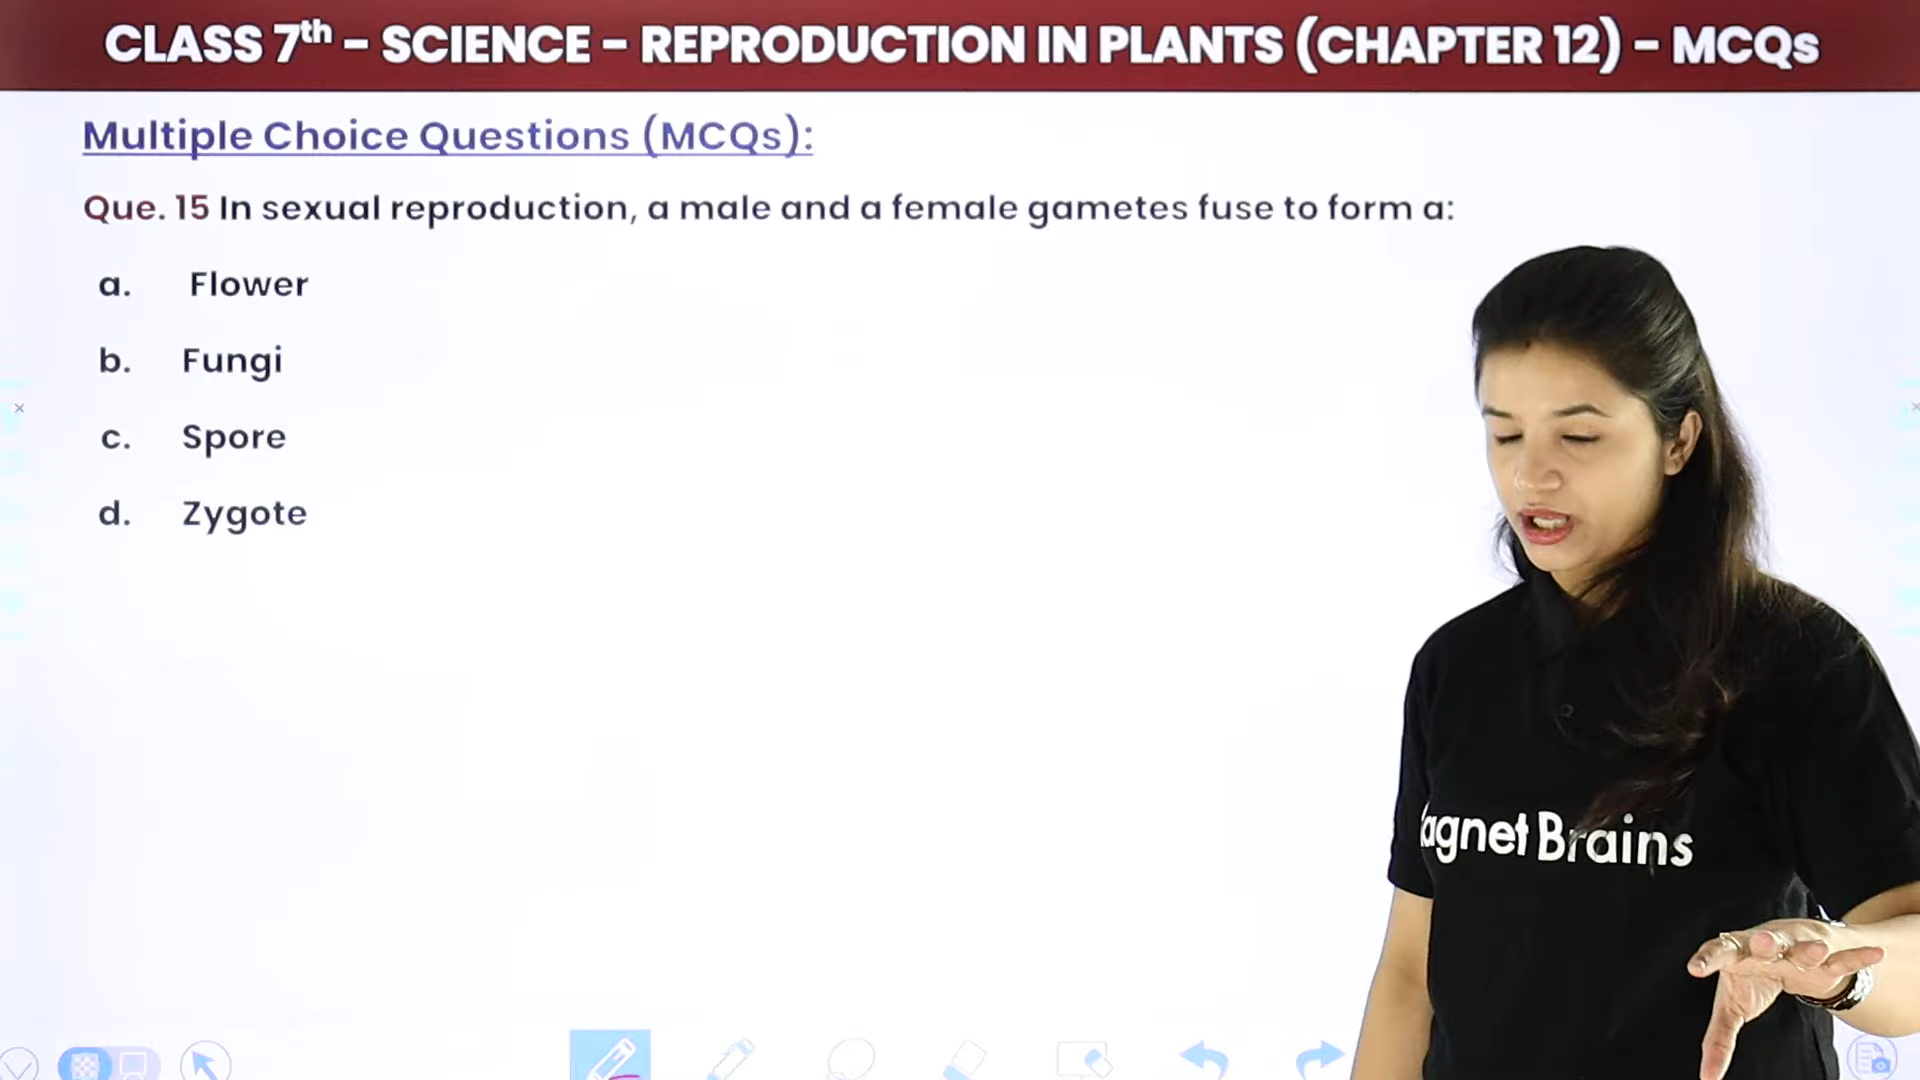 CLASS 7th – SCIENCE – REPRODUCTION IN PLANTS (CHAPTER 12) – MCQs
Multiple Choice Questions (MCQs):
Que. 15 In sexual reproduction, a male and a female gametes fuse to form a:
a. Flower
b. Fungi
c. Spore
d. Zygote
agnet Brains